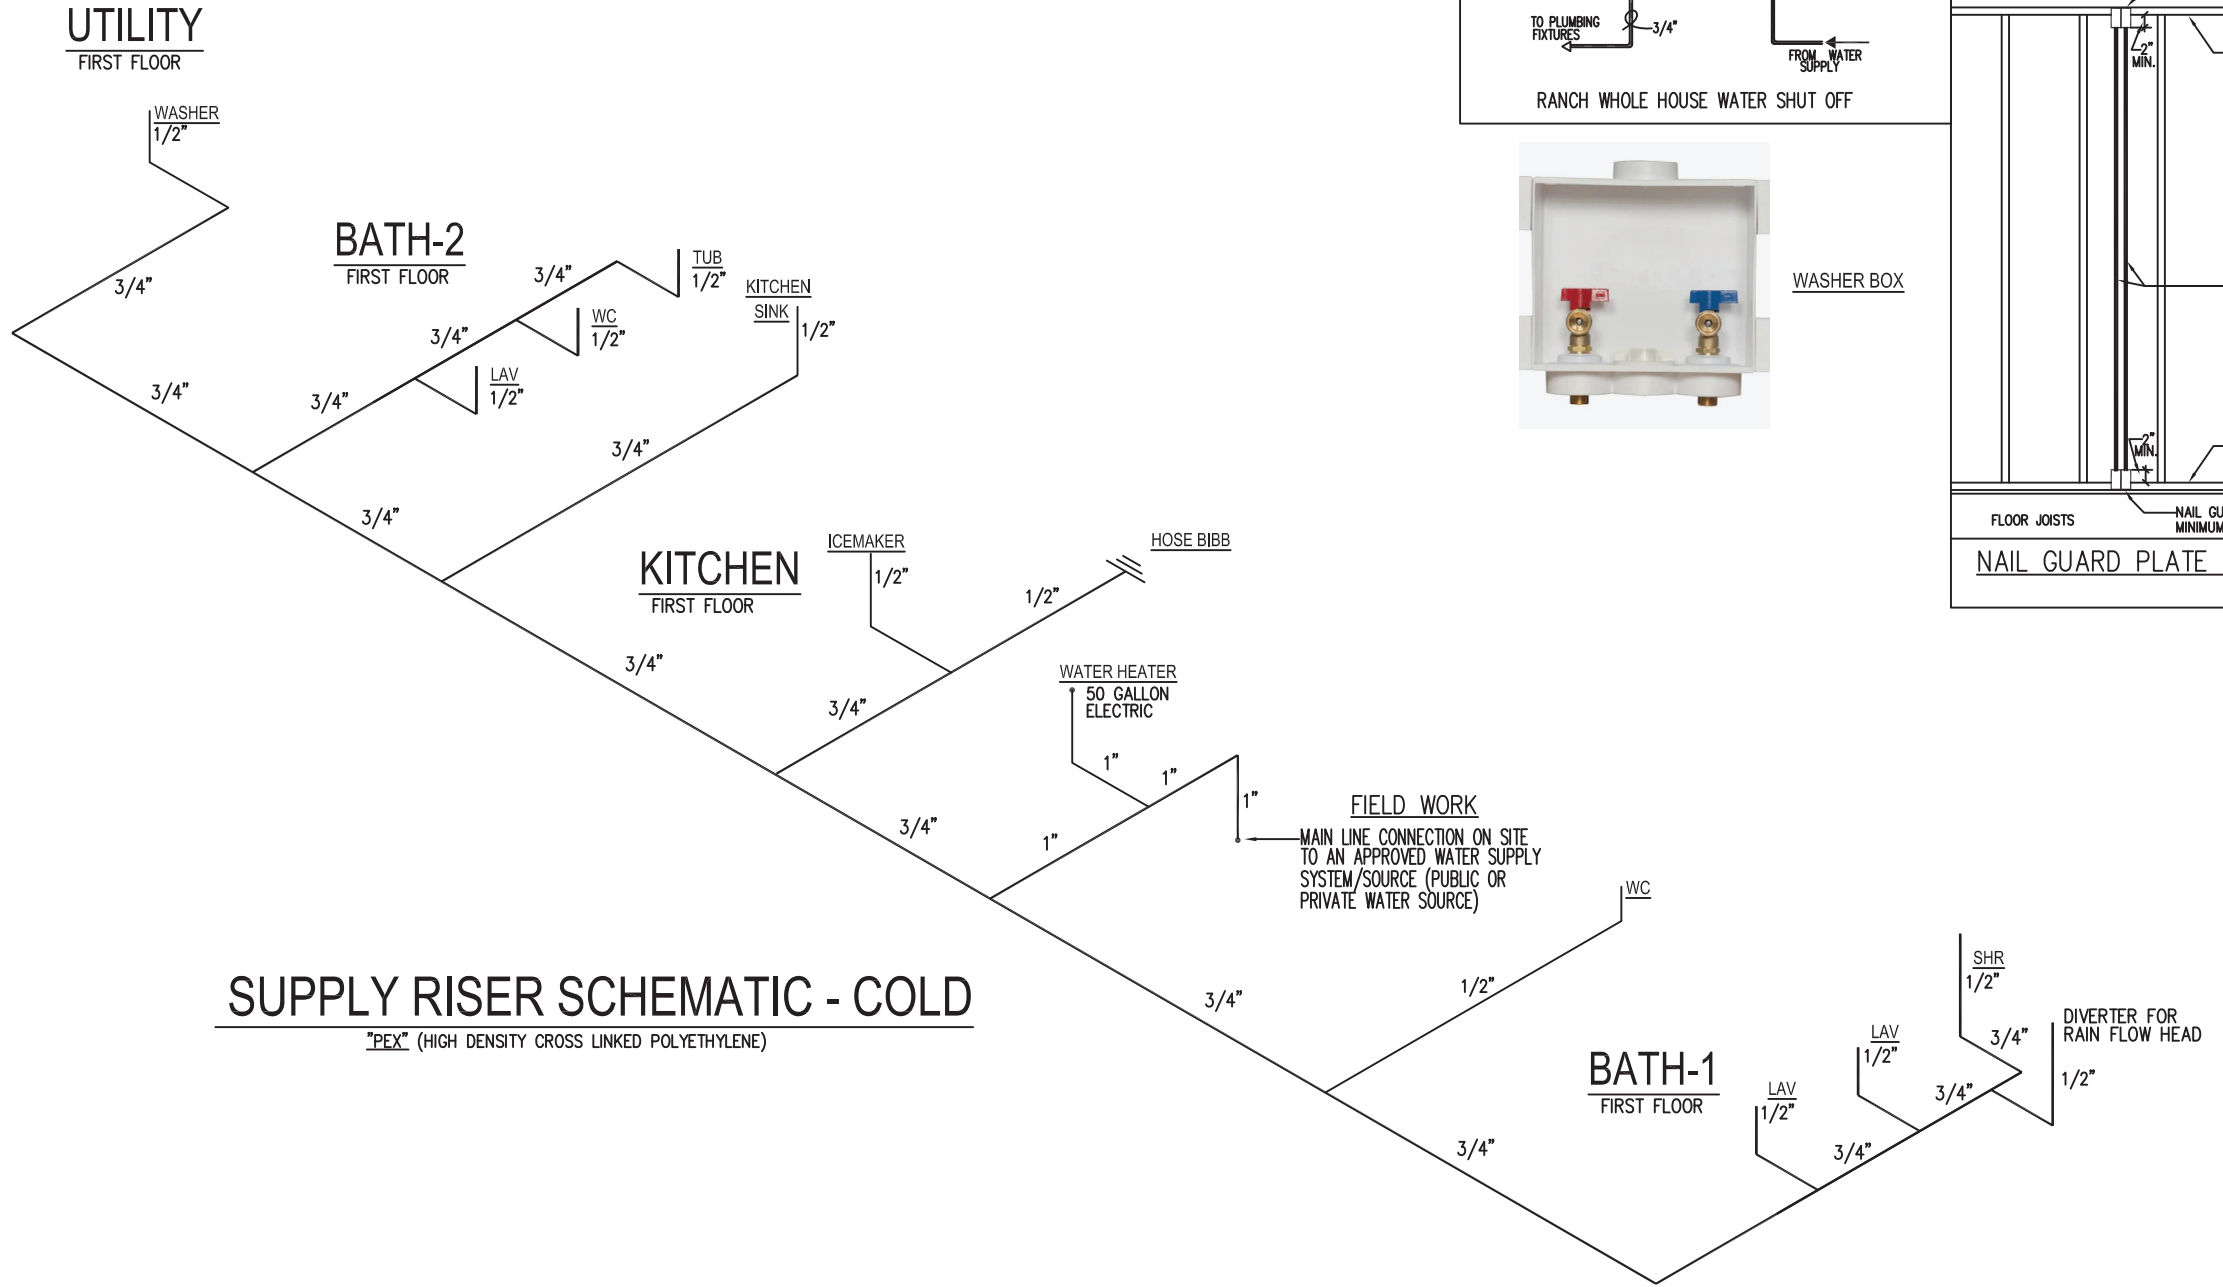 UTILITY
FIRST FLOOR
WASHER
1/2"
3/4"
3/4"
BATH-2
FIRST FLOOR
3/4"
3/4"
3/4"
TUB
1/2"
WC
1/2"
LAV
1/2"
KITCHEN
SINK
1/2"
3/4"
3/4"
KITCHEN
FIRST FLOOR
ICEMAKER
1/2"
1/2"
HOSE BIBB
3/4"
3/4"
WATER HEATER
50 GALLON
ELECTRIC
1"
1"
1"
1"
3/4"
FIELD WORK
MAIN LINE CONNECTION ON SITE
TO AN APPROVED WATER SUPPLY
SYSTEM/SOURCE (PUBLIC OR
PRIVATE WATER SOURCE)
WC
1/2"
3/4"
3/4"
BATH-1
FIRST FLOOR
LAV
1/2"
LAV
1/2"
SHR
1/2"
3/4"
3/4"
3/4"
DIVERTER FOR
RAIN FLOW HEAD
1/2"
SUPPLY RISER SCHEMATIC - COLD
"PEX" (HIGH DENSITY CROSS LINKED POLYETHYLENE)
TO PLUMBING
FIXTURES
3/4"
FROM WATER
SUPPLY
RANCH WHOLE HOUSE WATER SHUT OFF
WASHER BOX
2"
MIN.
2"
MIN.
FLOOR JOISTS
NAIL GU
MINIMUM
NAIL GUARD PLATE